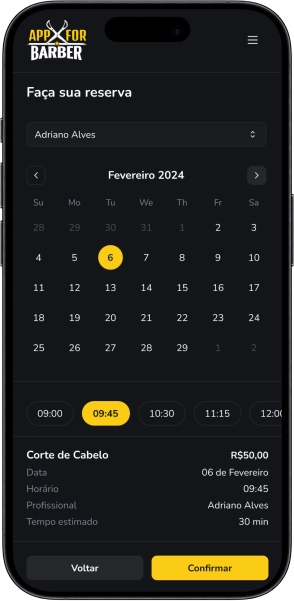 APP FOR
BARBER
Faça sua reserva
Adriano Alves
Fevereiro 2024
Su Mo Tu We Th Fr Sa
28 29 30 31 1 2 3
4 5 6 7 8 9 10
11 12 13 14 15 16 17
18 19 20 21 22 23 24
25 26 27 28 29 1 2
09:00 09:45 10:30 11:15 12:00
Corte de Cabelo R$50,00
Data 06 de Fevereiro
Horário 09:45
Profissional Adriano Alves
Tempo estimado 30 min
Voltar Confirmar